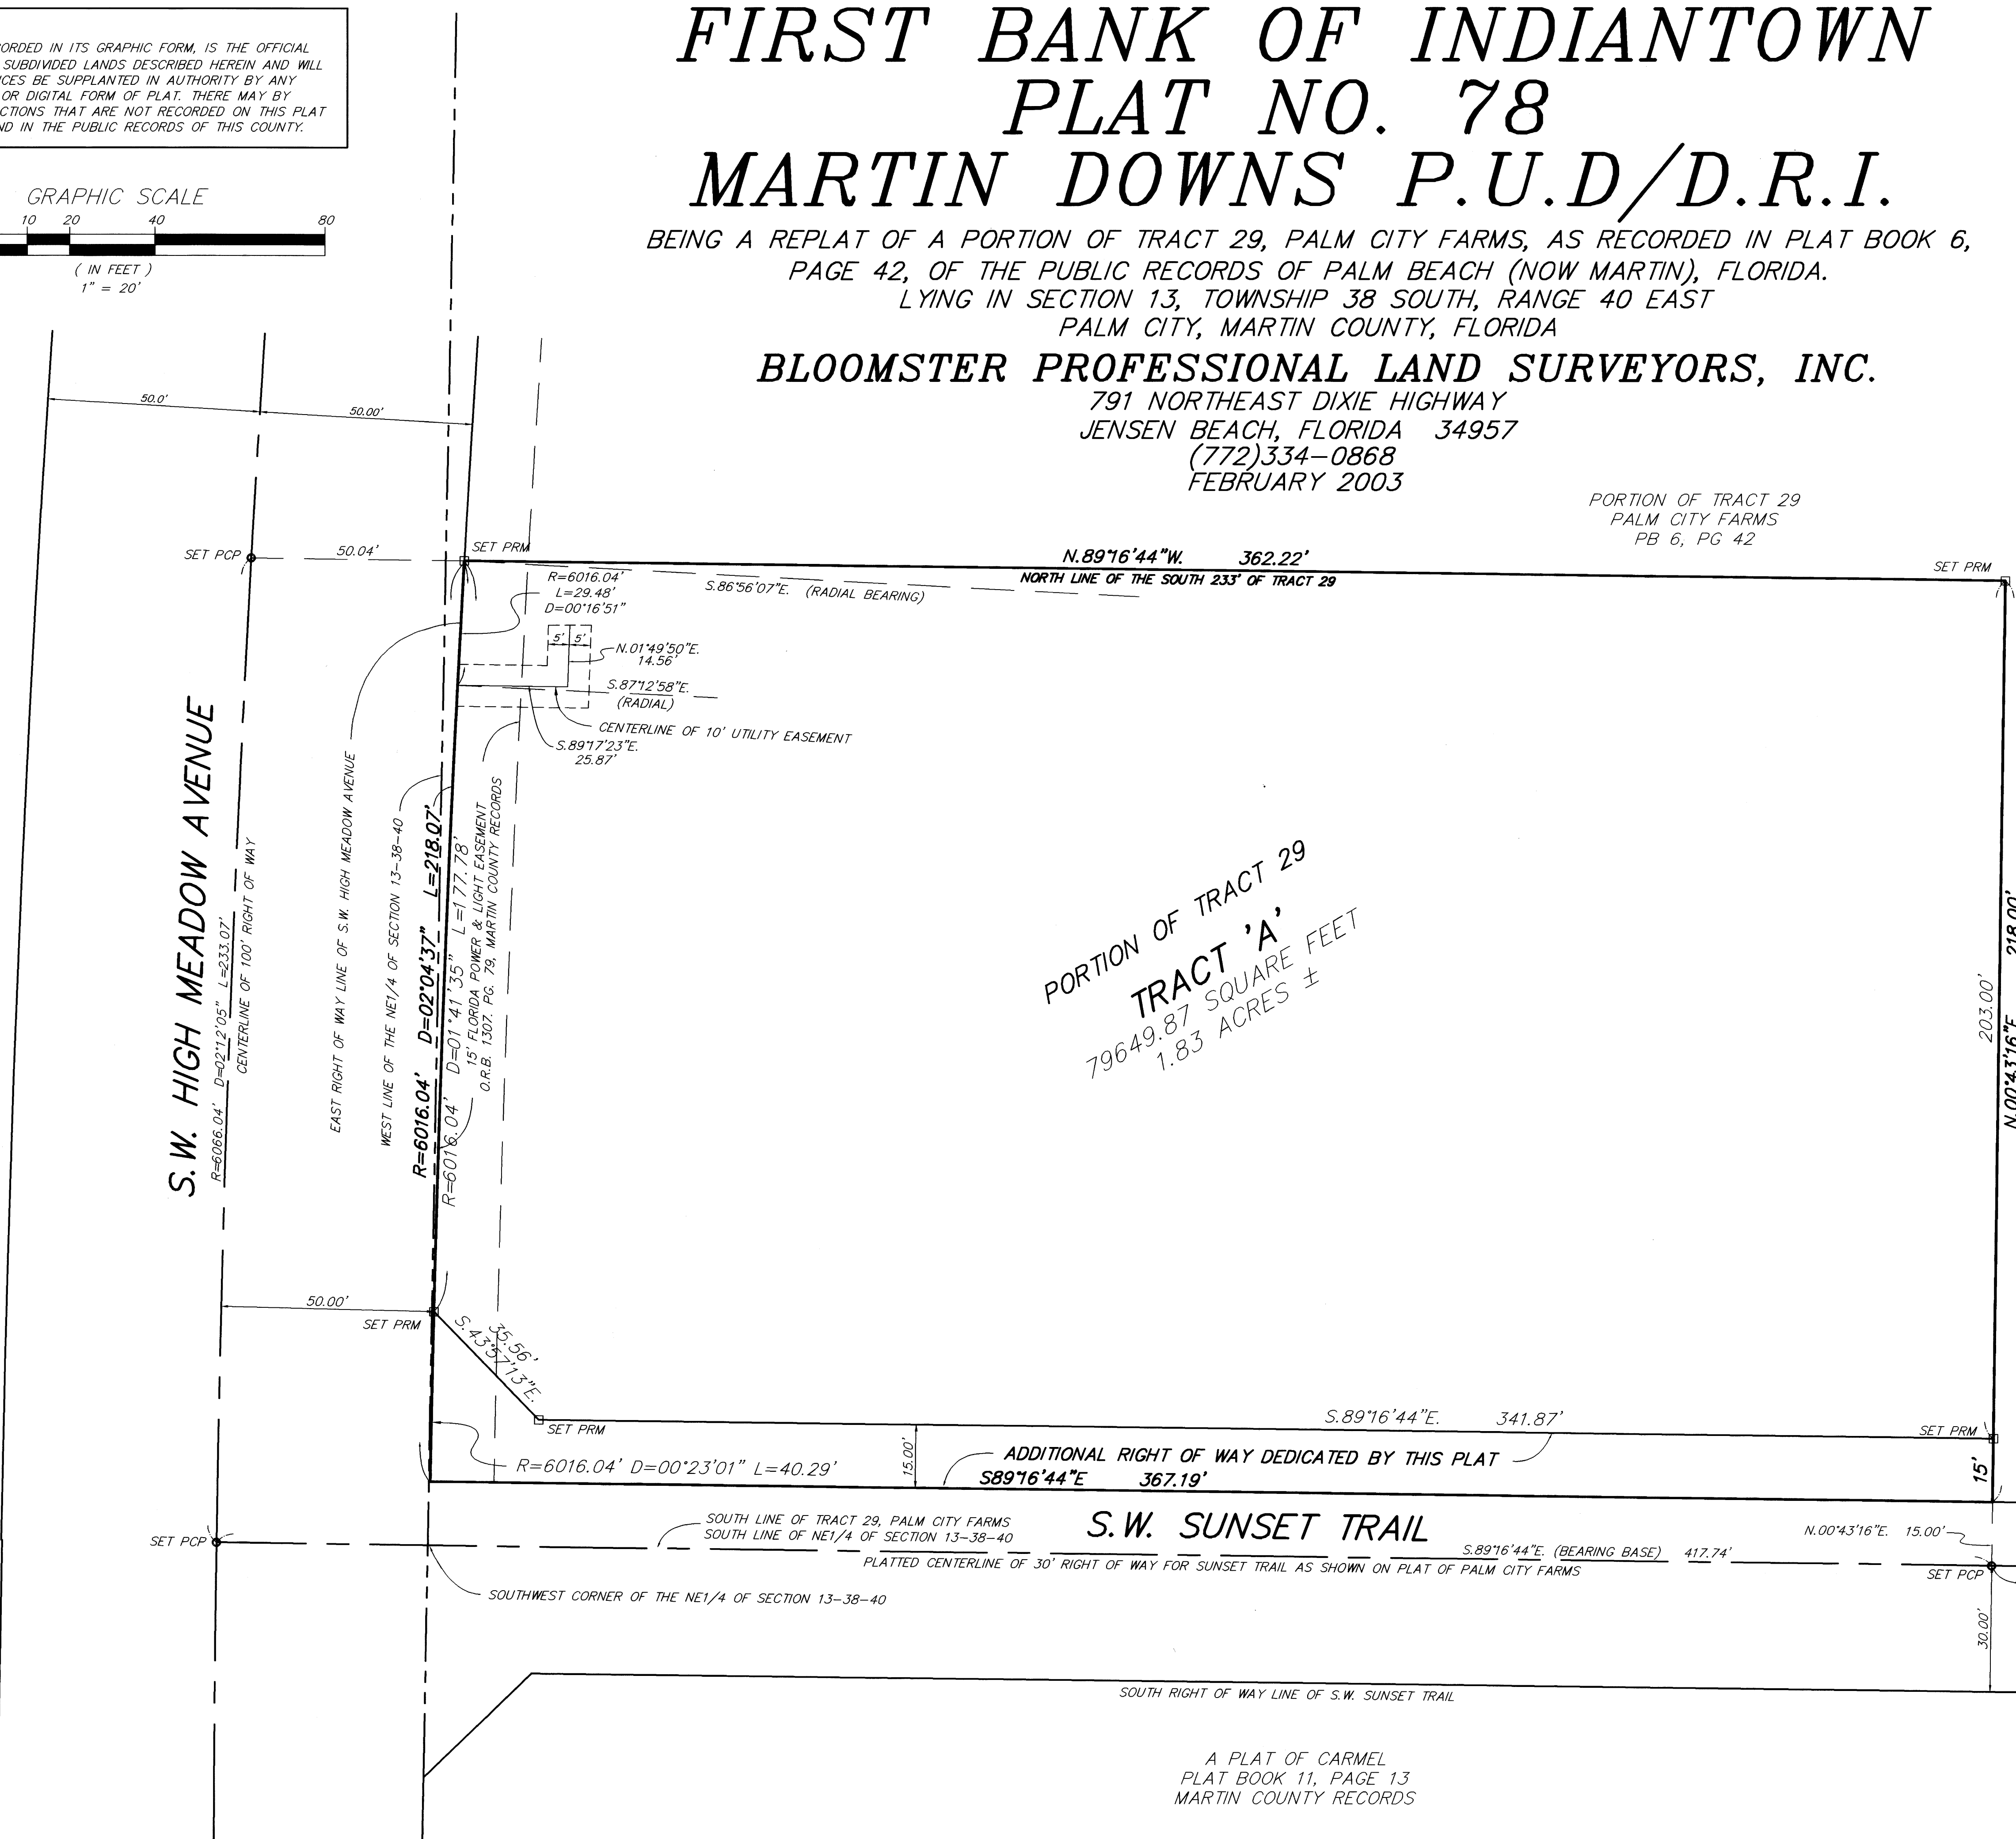 FIRST BANK OF INDIANTOWN
PLAT NO. 78
MARTIN DOWNS P.U.D/D.R.I.
BEING A REPLAT OF A PORTION OF TRACT 29, PALM CITY FARMS, AS RECORDED IN PLAT BOOK 6,
PAGE 42, OF THE PUBLIC RECORDS OF PALM BEACH (NOW MARTIN), FLORIDA.
LYING IN SECTION 13, TOWNSHIP 38 SOUTH, RANGE 40 EAST
PALM CITY, MARTIN COUNTY, FLORIDA
BLOOMSTER PROFESSIONAL LAND SURVEYORS, INC.
791 NORTHEAST DIXIE HIGHWAY
JENSEN BEACH, FLORIDA 34957
(772)334-0868
FEBRUARY 2003
IN ITS GRAPHIC FORM, IS THE OFFICIAL
SUBDIVIDED LANDS DESCRIBED HEREIN AND WILL
BE SUPPLANTED IN AUTHORITY BY ANY
OR DIGITAL FORM OF PLAT. THERE MAY BY
THAT ARE NOT RECORDED ON THIS PLAT
IN THE PUBLIC RECORDS OF THIS COUNTY.
GRAPHIC SCALE
10 20 40 80
( IN FEET )
1" = 20'
50.0'
50.00'
PORTION OF TRACT 29
PALM CITY FARMS
PB 6, PG 42
SET PCP
50.04'
SET PRM
N.89°16'44"W. 362.22'
NORTH LINE OF THE SOUTH 233' OF TRACT 29
SET PRM
S.86°56'07"E. (RADIAL BEARING)
R=6016.04'
L=29.48'
D=00°16'51"
5' 5'
N.01°49'50"E.
14.56'
S.87°12'58"E.
(RADIAL)
CENTERLINE OF 10' UTILITY EASEMENT
S.89°17'23"E.
25.87'
S.W. HIGH MEADOW AVENUE
R=6066.04' D=02°12'05" L=233.07'
CENTERLINE OF 100' RIGHT OF WAY
EAST RIGHT OF WAY LINE OF S.W. HIGH MEADOW AVENUE
WEST LINE OF THE NE1/4 OF SECTION 13-38-40
R=6016.04' D=02°04'37" L=218.07'
R=6016.04' D=01°41'35" L=177.78'
15' FLORIDA POWER & LIGHT EASEMENT
O.R.B. 1307. PG. 79, MARTIN COUNTY RECORDS
PORTION OF TRACT 29
TRACT 'A'
79649.87 SQUARE FEET
1.83 ACRES ±
203.00'
N.00°43'16"E. 218.00'
50.00'
SET PRM
35.56'
S.43°57'13"E.
SET PRM
S.89°16'44"E. 341.87'
SET PRM
15.00'
ADDITIONAL RIGHT OF WAY DEDICATED BY THIS PLAT
R=6016.04' D=00°23'01" L=40.29'
S89°16'44"E 367.19'
15'
SOUTH LINE OF TRACT 29, PALM CITY FARMS
SOUTH LINE OF NE1/4 OF SECTION 13-38-40
S.W. SUNSET TRAIL
N.00°43'16"E. 15.00'
SET PCP
S.89°16'44"E. (BEARING BASE) 417.74'
PLATTED CENTERLINE OF 30' RIGHT OF WAY FOR SUNSET TRAIL AS SHOWN ON PLAT OF PALM CITY FARMS
SET PCP
SOUTHWEST CORNER OF THE NE1/4 OF SECTION 13-38-40
30.00'
SOUTH RIGHT OF WAY LINE OF S.W. SUNSET TRAIL
A PLAT OF CARMEL
PLAT BOOK 11, PAGE 13
MARTIN COUNTY RECORDS